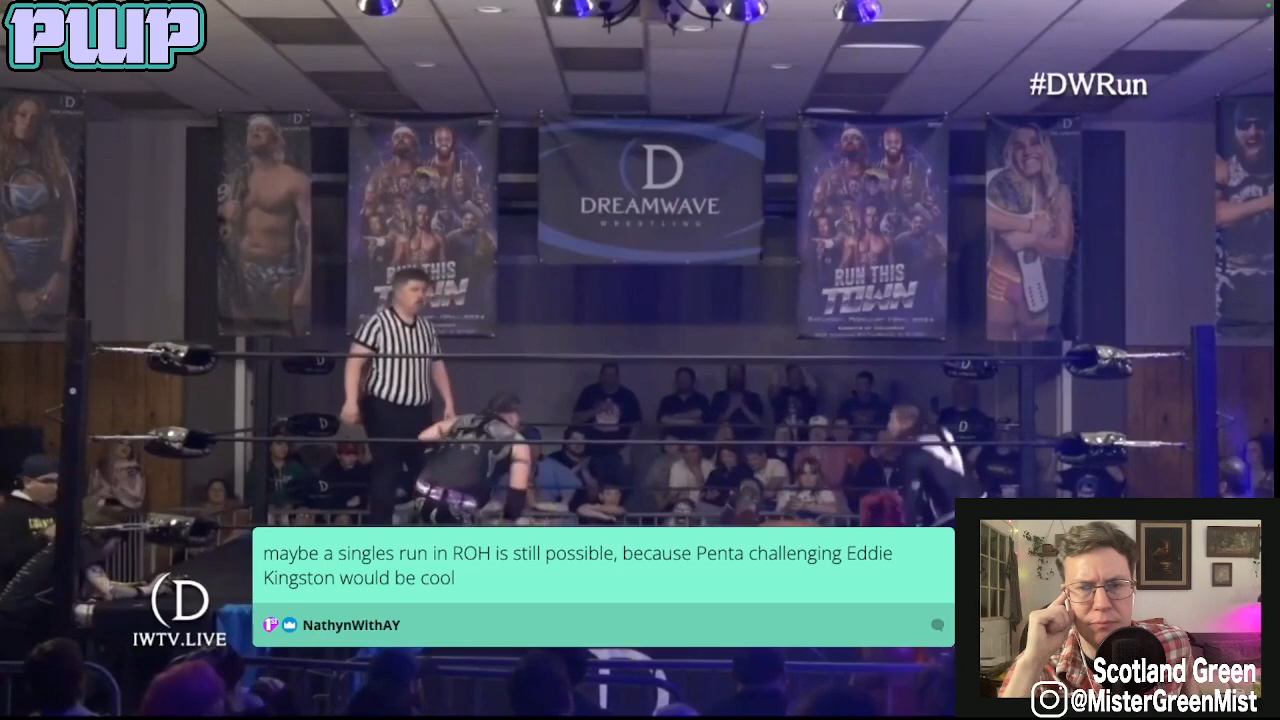 PWP
#DWRun
D
DREAMWAVE
WRESTLING
RUN THIS
TOWN
RUN THIS
TOWN
maybe a singles run in ROH is still possible, because Penta challenging Eddie
Kingston would be cool
1ST NathynWithAY
D
IWTV.LIVE
Scotland Green
@MisterGreenMist